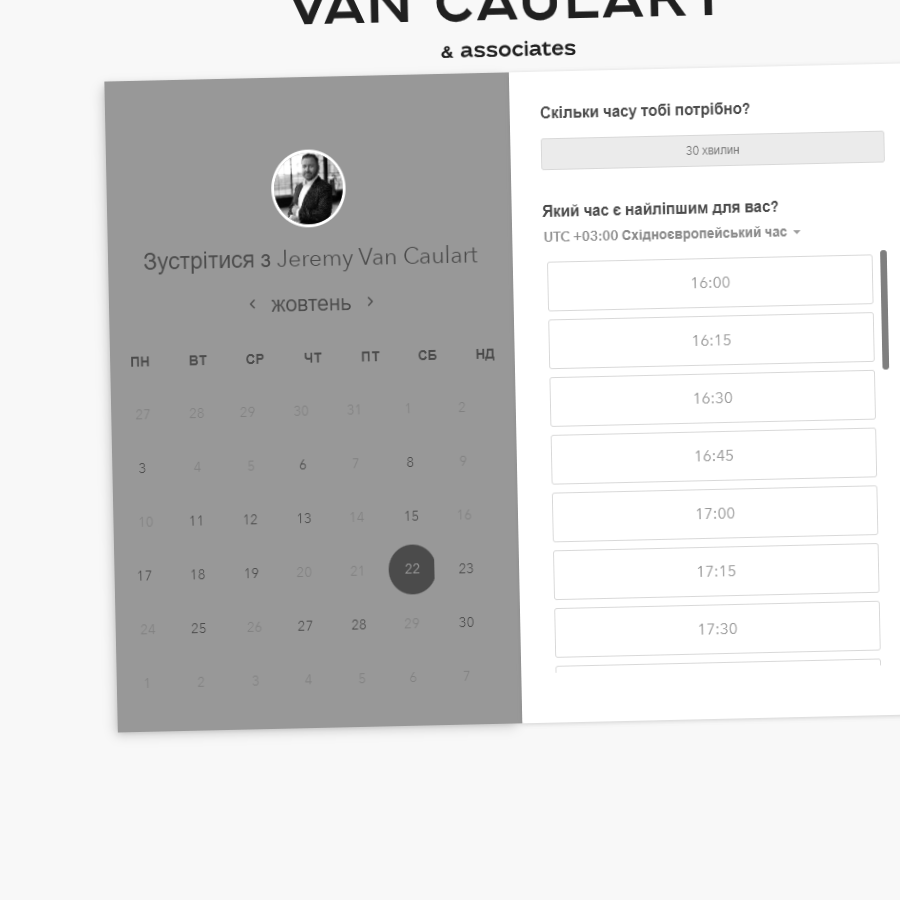 VAN CAULART
& associates
Зустрітися з Jeremy Van Caulart
< жовтень >
ПН ВТ СР ЧТ ПТ СБ НД
27 28 29 30 31 1 2
3 4 5 6 7 8 9
10 11 12 13 14 15 16
17 18 19 20 21 22 23
24 25 26 27 28 29 30
1 2 3 4 5 6 7
Скільки часу тобі потрібно?
30 хвилин
Який час є найліпшим для вас?
UTC +03:00 Східноєвропейський час
16:00
16:15
16:30
16:45
17:00
17:15
17:30